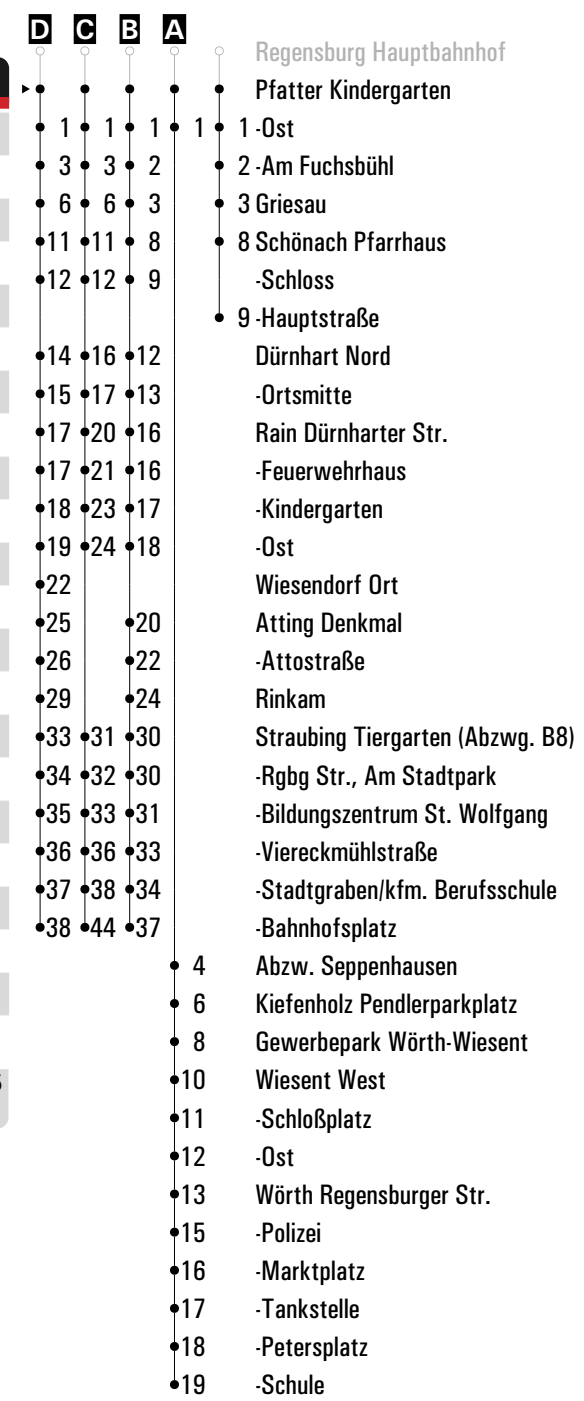 D C B A
Regensburg Hauptbahnhof
Pfatter Kindergarten
1 1 1 1 1 -Ost
3 3 2 2 -Am Fuchsbühl
6 6 3 3 Griesau
11 11 8 8 Schönach Pfarrhaus
12 12 9 -Schloss
9 -Hauptstraße
14 16 12 Dürnhart Nord
15 17 13 -Ortsmitte
17 20 16 Rain Dürnharter Str.
17 21 16 -Feuerwehrhaus
18 23 17 -Kindergarten
19 24 18 -Ost
22 Wiesendorf Ort
25 20 Atting Denkmal
26 22 -Attostraße
29 24 Rinkam
33 31 30 Straubing Tiergarten (Abzwg. B8)
34 32 30 -Rgbg Str., Am Stadtpark
35 33 31 -Bildungszentrum St. Wolfgang
36 36 33 -Viereckmühlstraße
37 38 34 -Stadtgraben/kfm. Berufsschule
38 44 37 -Bahnhofsplatz
4 Abzw. Seppenhausen
6 Kiefenholz Pendlerparkplatz
8 Gewerbepark Wörth-Wiesent
10 Wiesent West
11 -Schloßplatz
12 -Ost
13 Wörth Regensburger Str.
15 -Polizei
16 -Marktplatz
17 -Tankstelle
18 -Petersplatz
19 -Schule